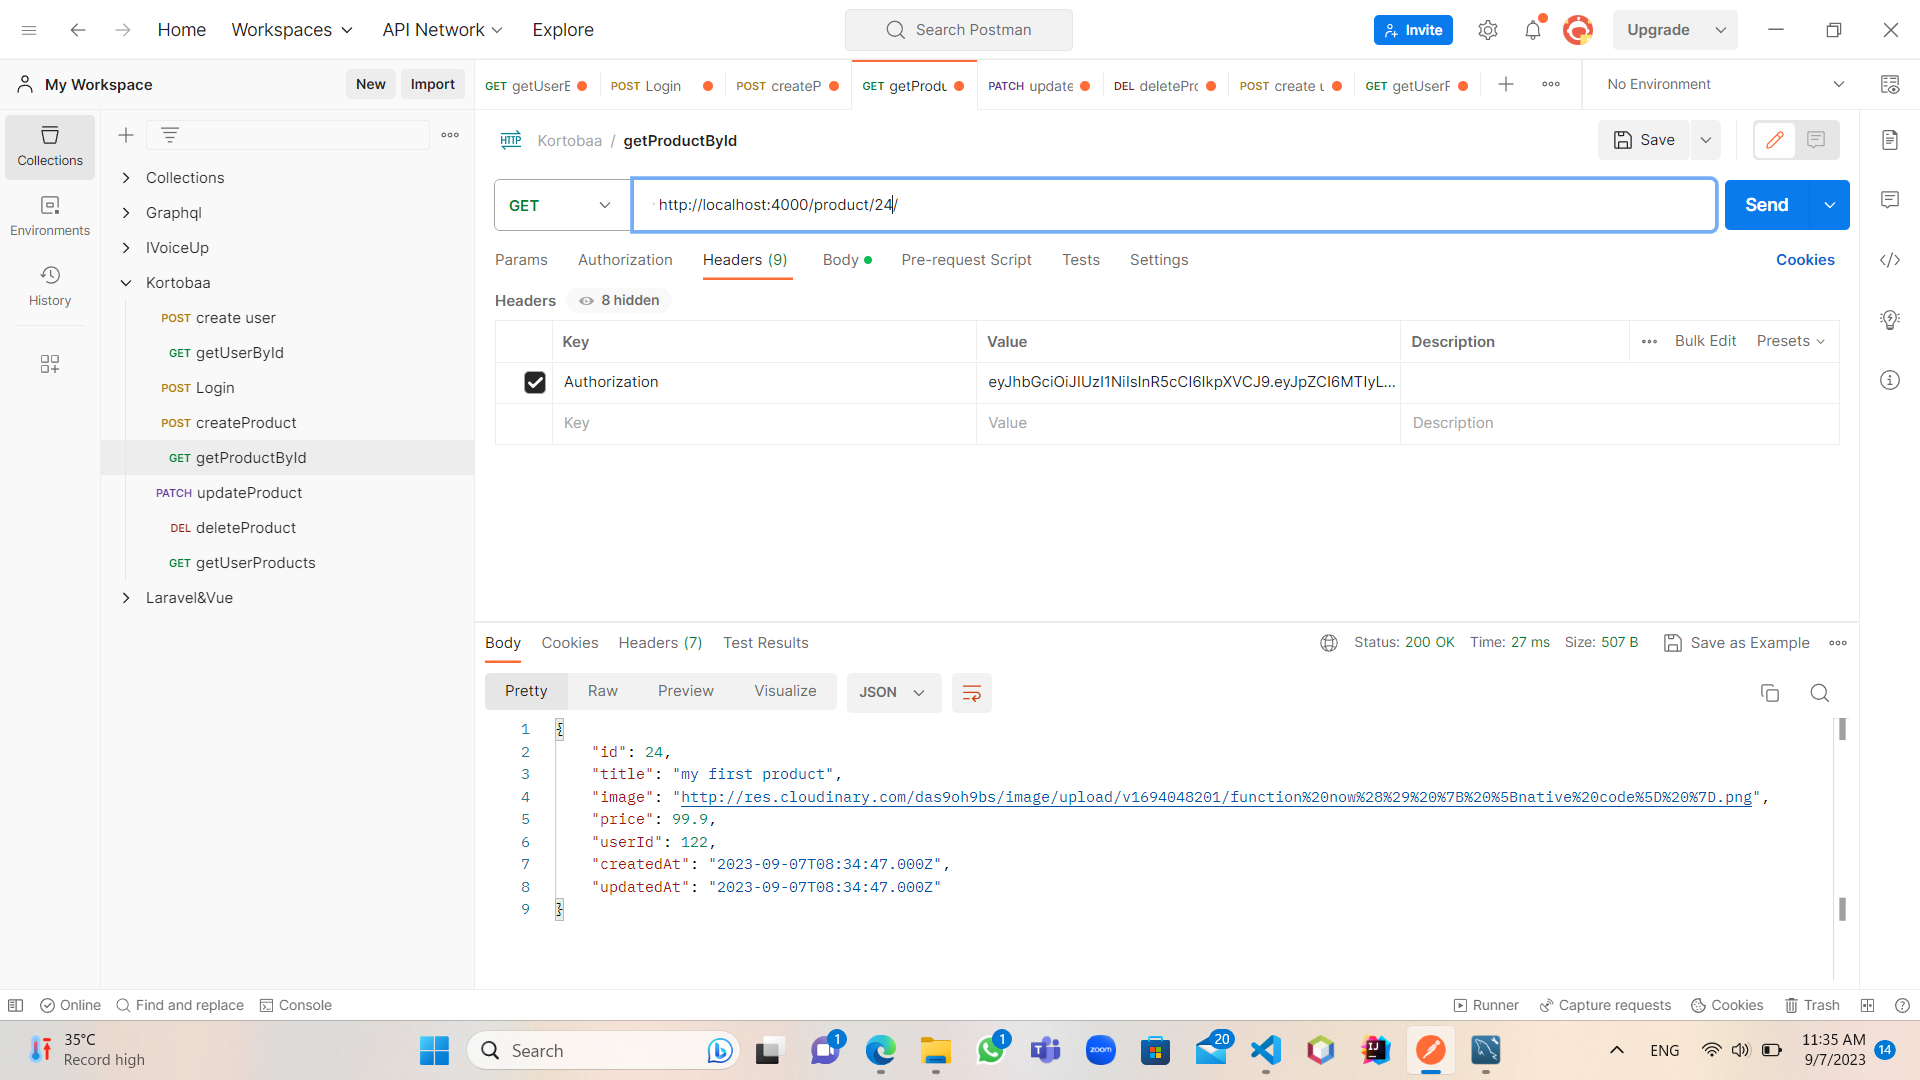 Home Workspaces API Network Explore Search Postman Invite Upgrade
My Workspace New Import GET getUserE POST Login POST createP GET getProdu PATCH update DEL deletePro POST create u GET getUserP No Environment
Collections
Environments
History
Collections
Graphql
IVoiceUp
Kortobaa
POST create user
GET getUserById
POST Login
POST createProduct
GET getProductById
PATCH updateProduct
DEL deleteProduct
GET getUserProducts
Laravel&Vue
HTTP Kortobaa / getProductById Save
GET http://localhost:4000/product/24/ Send
Params Authorization Headers (9) Body Pre-request Script Tests Settings Cookies
Headers 8 hidden
Key Value Description Bulk Edit Presets
Authorization eyJhbGciOiJIUzI1NiIsInR5cCI6IkpXVCJ9.eyJpZCI6MTIyL...
Key Value Description
Body Cookies Headers (7) Test Results Status: 200 OK Time: 27 ms Size: 507 B Save as Example
Pretty Raw Preview Visualize JSON
1 {
2 "id": 24,
3 "title": "my first product",
4 "image": "http://res.cloudinary.com/das9oh9bs/image/upload/v1694048201/function%20now%28%29%20%7B%20%5Bnative%20code%5D%20%7D.png",
5 "price": 99.9,
6 "userId": 122,
7 "createdAt": "2023-09-07T08:34:47.000Z",
8 "updatedAt": "2023-09-07T08:34:47.000Z"
9 }
Online Find and replace Console Runner Capture requests Cookies Trash
35°C
Record high
Search 1 1 zoom 20 IJ ENG 11:35 AM
9/7/2023 14